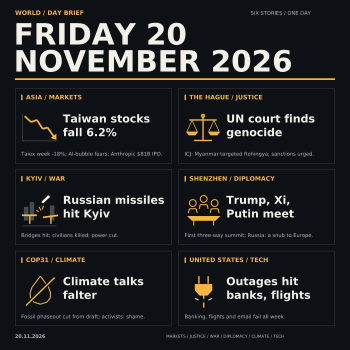 WORLD / DAY BRIEF
SIX STORIES / ONE DAY
FRIDAY 20
NOVEMBER 2026
ASIA / MARKETS
Taiwan stocks
fall 6.2%
Taiex week -18%; AI-bubble fears; Anthropic $81B IPO.
THE HAGUE / JUSTICE
UN court finds
genocide
ICJ: Myanmar targeted Rohingya; sanctions urged.
KYIV / WAR
Russian missiles
hit Kyiv
Bridges hit; civilians killed; power cut.
SHENZHEN / DIPLOMACY
Trump, Xi,
Putin meet
First three-way summit; Russia: a snub to Europe.
COP31 / CLIMATE
Climate talks
falter
Fossil phaseout cut from draft; activists: shame.
UNITED STATES / TECH
Outages hit
banks, flights
Banking, flights and email fail all week.
20.11.2026
MARKETS / JUSTICE / WAR / DIPLOMACY / CLIMATE / TECH